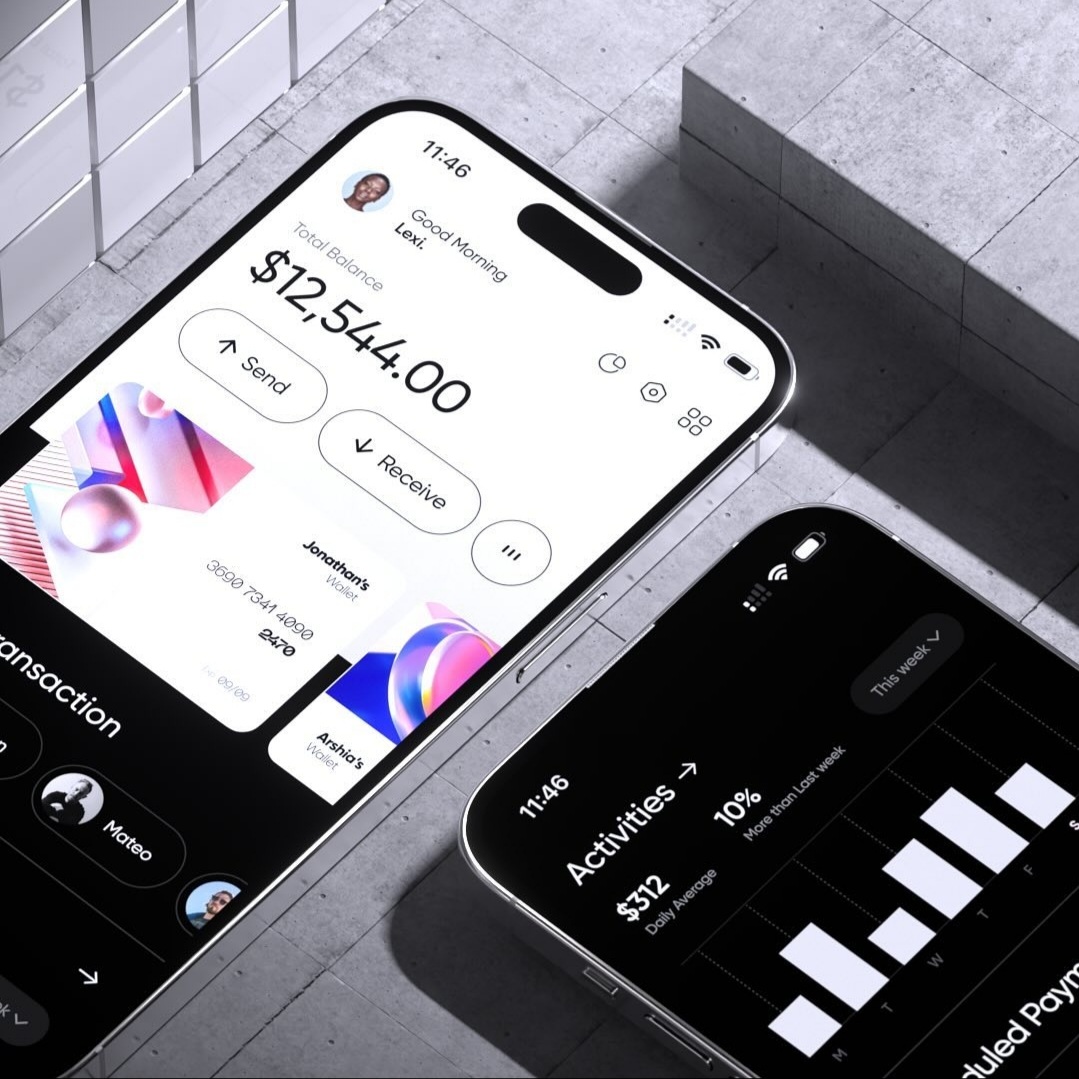 11:46
Good Morning
Lexi.
Total Balance
$12,544.00
Send
Receive
Jonathan's
Wallet
3690 7341 4090
2470
09/09
Arshia's
Wallet
ansaction
Mateo
11:46
This week
Activities
$312
Daily Average
10%
More than Last week
M
T
W
T
F
S
duled Paym